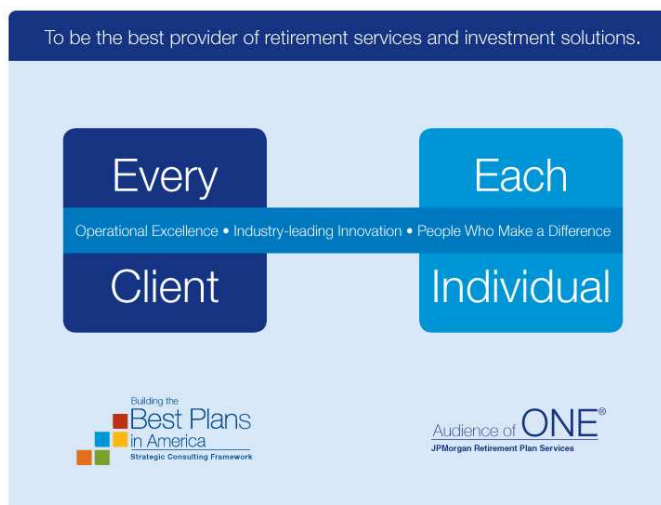 To be the best provider of retirement services and investment solutions.
Every
Each
Operational Excellence • Industry-leading Innovation • People Who Make a Difference
Client
Individual
Building the
Best Plans
in America
Strategic Consulting Framework
Audience of ONE®
JPMorgan Retirement Plan Services